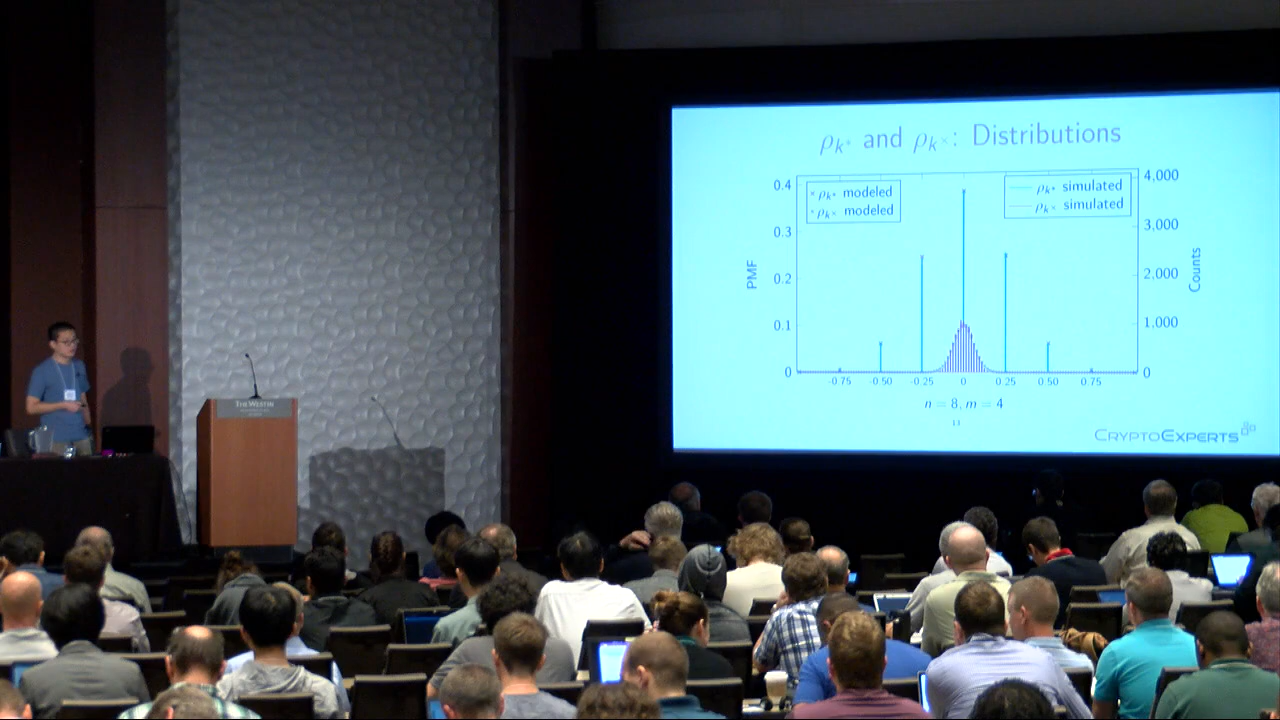 ρk* and ρk×: Distributions
ρk* modeled
ρk× modeled
ρk* simulated
ρk× simulated
0.4
0.3
0.2
0.1
0
PMF
4,000
3,000
2,000
1,000
0
Counts
-0.75 -0.50 -0.25 0 0.25 0.50 0.75
n = 8, m = 4
CRYPTOEXPERTS
THE WESTIN